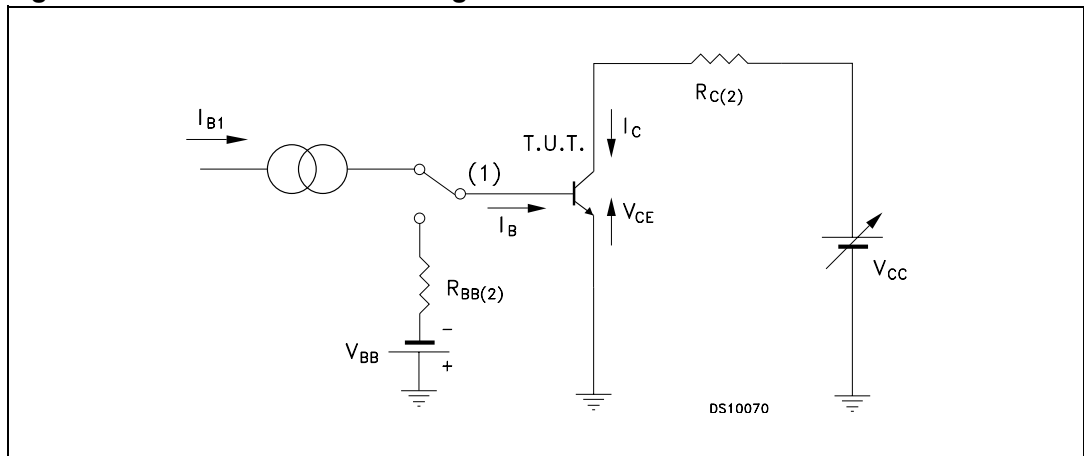 R_C(2)
I_B1
I_C
T.U.T.
(1)
V_CE
I_B
V_CC
R_BB(2)
−
V_BB
+
DS10070